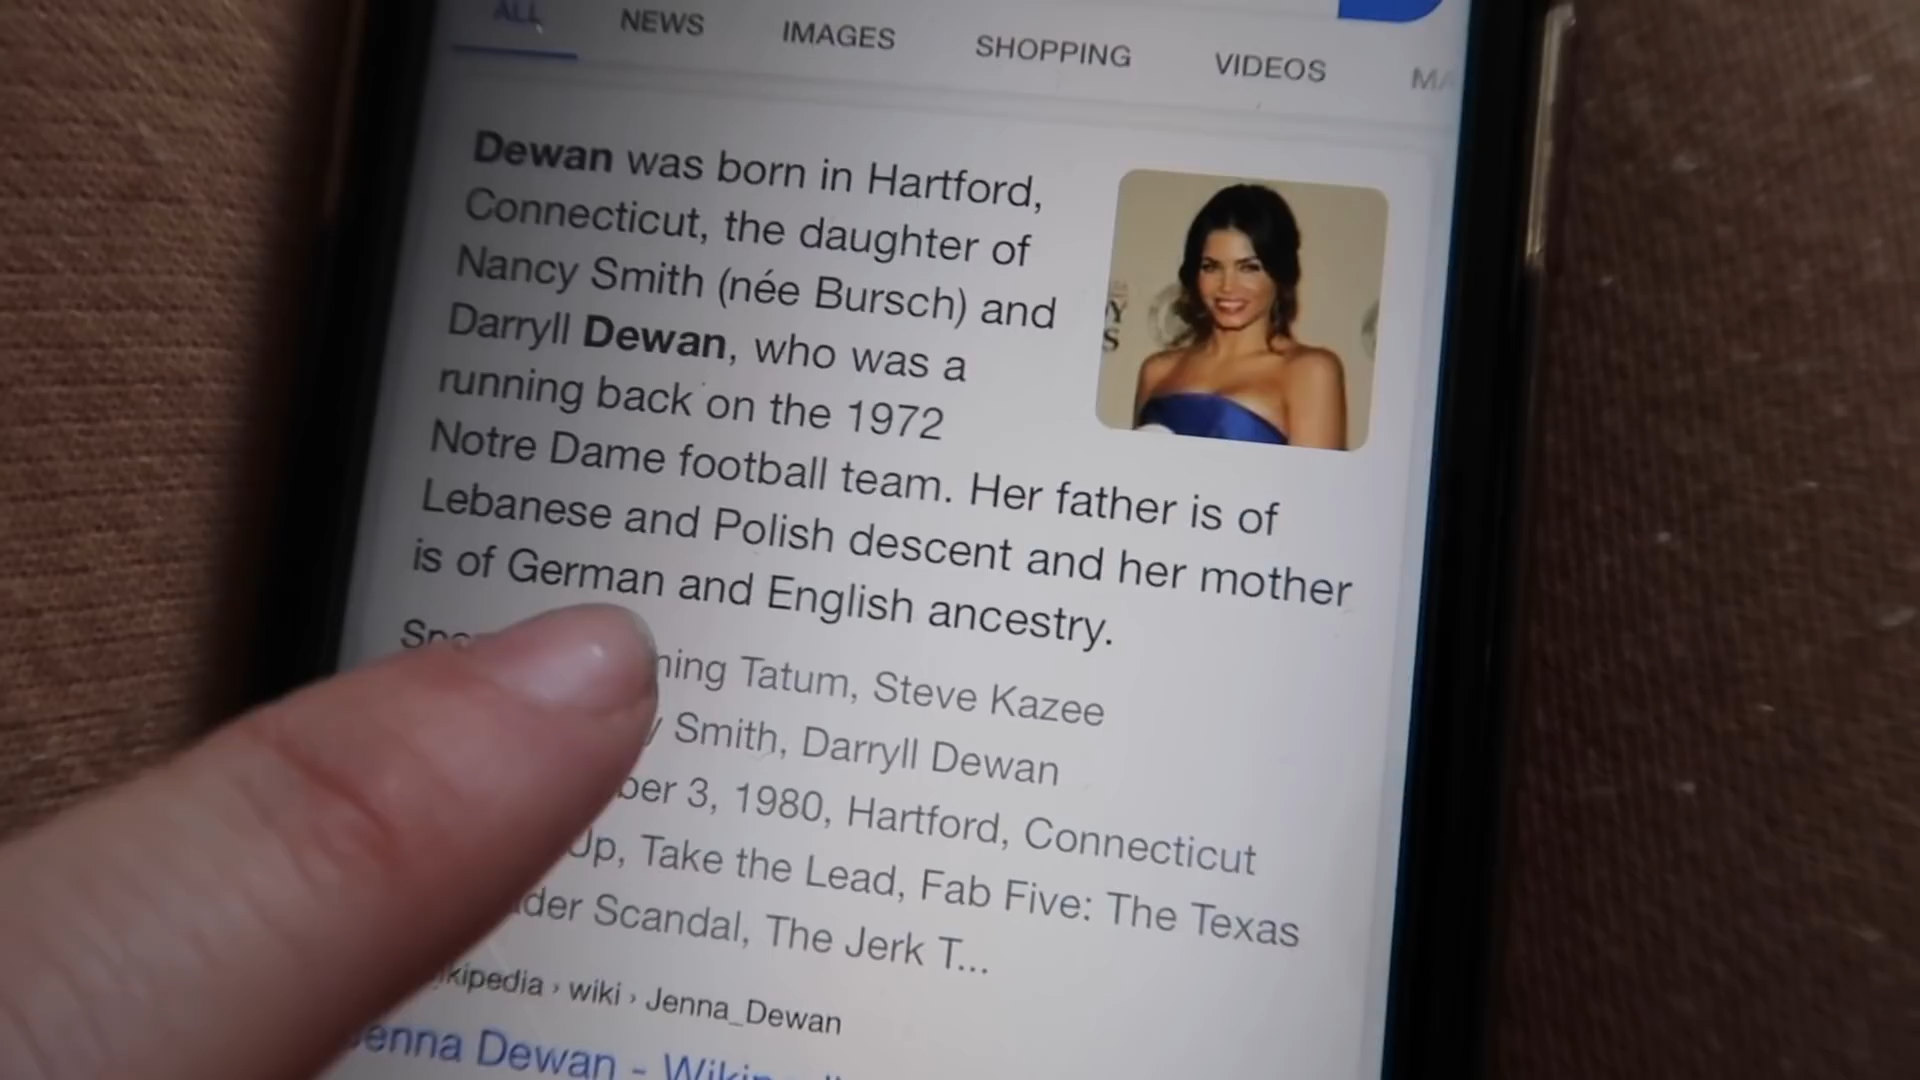 ALL NEWS IMAGES SHOPPING VIDEOS MA
Dewan was born in Hartford,
Connecticut, the daughter of
Nancy Smith (née Bursch) and
Darryll Dewan, who was a
running back on the 1972
Notre Dame football team. Her father is of
Lebanese and Polish descent and her mother
is of German and English ancestry.
ning Tatum, Steve Kazee
y Smith, Darryll Dewan
ber 3, 1980, Hartford, Connecticut
Up, Take the Lead, Fab Five: The Texas
der Scandal, The Jerk T...
kipedia › wiki › Jenna_Dewan
enna Dewan - Wikip
Y
S